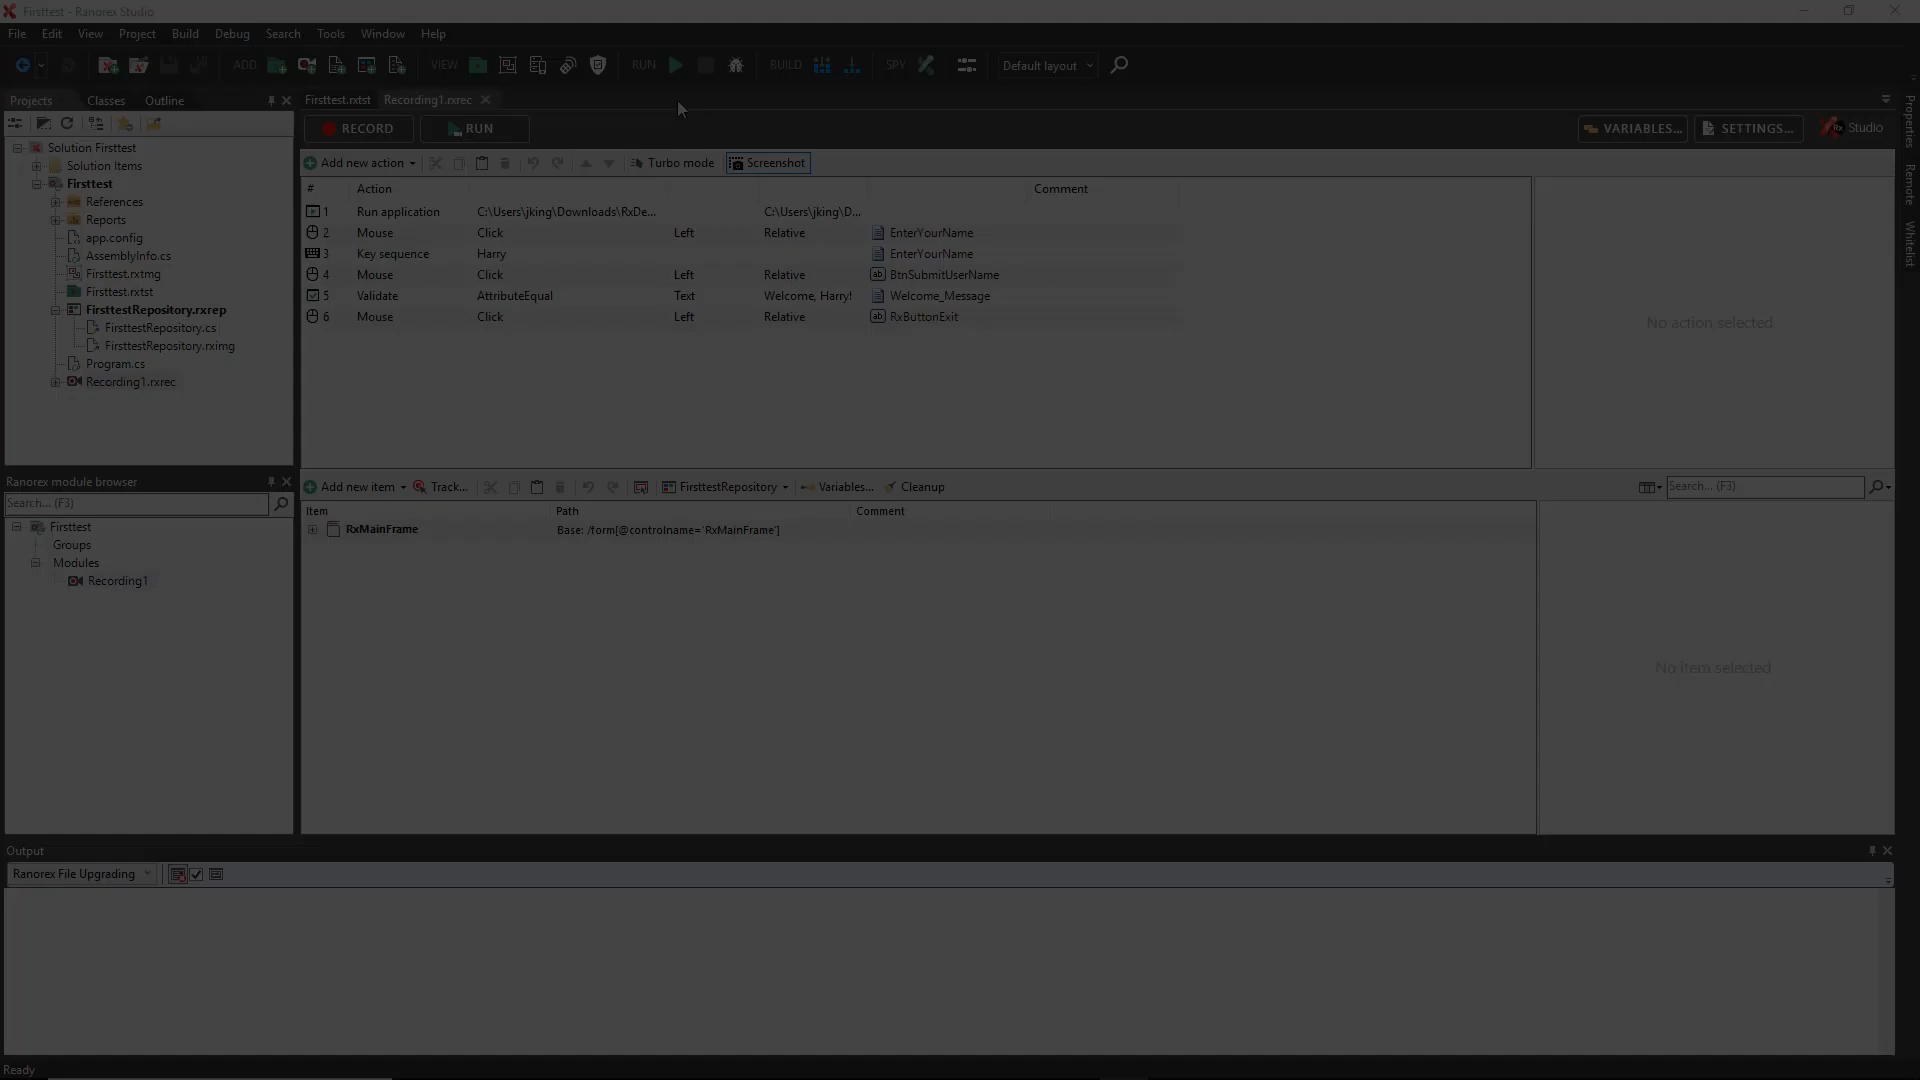 Firsttest - Ranorex Studio
File Edit View Project Build Debug Search Tools Window Help
ADD VIEW RUN BUILD SPY Default layout
Projects Classes Outline
Firsttest.rxtst Recording1.rxrec
RECORD RUN VARIABLES... SETTINGS... Rx Studio
Add new action Turbo mode Screenshot
# Action Comment
1 Run application C:\Users\jking\Downloads\RxDe... C:\Users\jking\D...
2 Mouse Click Left Relative EnterYourName
3 Key sequence Harry EnterYourName
4 Mouse Click Left Relative ab BtnSubmitUserName
5 Validate AttributeEqual Text Welcome, Harry! Welcome_Message
6 Mouse Click Left Relative ab RxButtonExit
No action selected
Solution Firsttest
Solution Items
Firsttest
References
Reports
app.config
AssemblyInfo.cs
Firsttest.rxtmg
Firsttest.rxtst
FirsttestRepository.rxrep
FirsttestRepository.cs
FirsttestRepository.rximg
Program.cs
Recording1.rxrec
Properties
Remote
Whitelist
Ranorex module browser
Search... (F3)
Firsttest
Groups
Modules
Recording1
Add new item Track... FirsttestRepository Variables... Cleanup Search... (F3)
Item Path Comment
RxMainFrame Base: /form[@controlname='RxMainFrame']
No item selected
Output
Ranorex File Upgrading
Ready